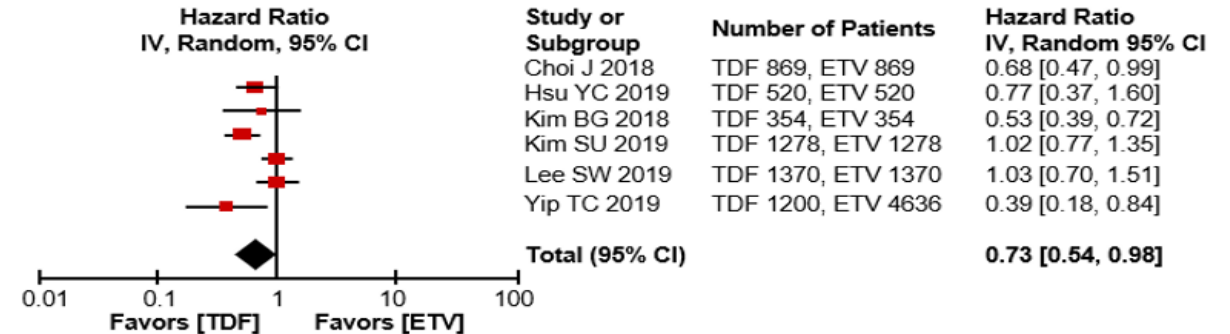 Hazard Ratio
IV, Random, 95% CI
Study or
Subgroup
Number of Patients
Hazard Ratio
IV, Random 95% CI
Choi J 2018 TDF 869, ETV 869 0.68 [0.47, 0.99]
Hsu YC 2019 TDF 520, ETV 520 0.77 [0.37, 1.60]
Kim BG 2018 TDF 354, ETV 354 0.53 [0.39, 0.72]
Kim SU 2019 TDF 1278, ETV 1278 1.02 [0.77, 1.35]
Lee SW 2019 TDF 1370, ETV 1370 1.03 [0.70, 1.51]
Yip TC 2019 TDF 1200, ETV 4636 0.39 [0.18, 0.84]
Total (95% CI) 0.73 [0.54, 0.98]
0.01 0.1 1 10 100
Favors [TDF] Favors [ETV]